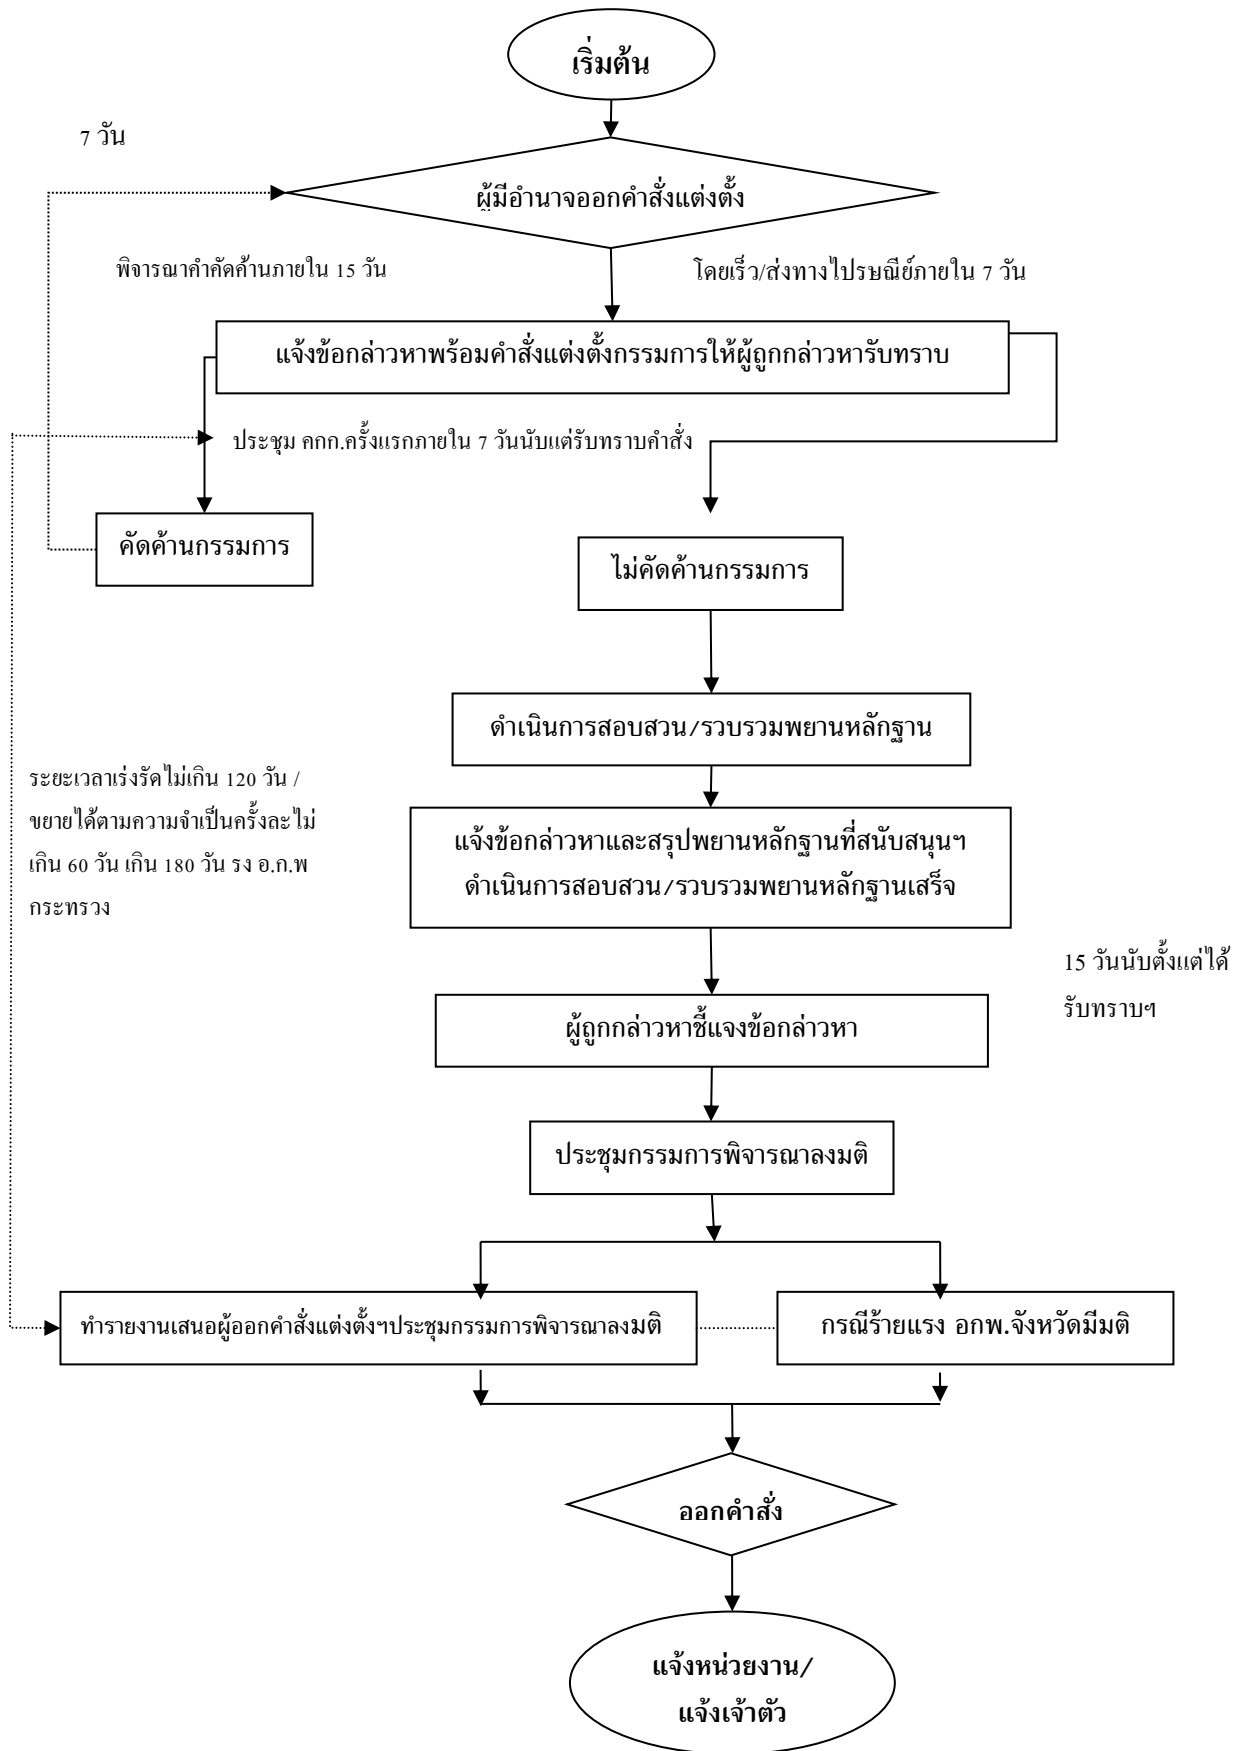 เริ่มต้น
7 วัน
ผู้มีอำนาจออกคำสั่งแต่งตั้ง
พิจารณาคำคัดค้านภายใน 15 วัน
โดยเร็ว/ส่งทางไปรษณีย์ภายใน 7 วัน
แจ้งข้อกล่าวหาพร้อมคำสั่งแต่งตั้งกรรมการให้ผู้ถูกกล่าวหารับทราบ
ประชุม คกก.ครั้งแรกภายใน 7 วันนับแต่รับทราบคำสั่ง
คัดค้านกรรมการ
ไม่คัดค้านกรรมการ
ดำเนินการสอบสวน/รวบรวมพยานหลักฐาน
ระยะเวลาเร่งรัดไม่เกิน 120 วัน /
ขยายได้ตามความจำเป็นครั้งละไม่
เกิน 60 วัน เกิน 180 วัน รง อ.ก.พ
กระทรวง
แจ้งข้อกล่าวหาและสรุปพยานหลักฐานที่สนับสนุนฯ
ดำเนินการสอบสวน/รวบรวมพยานหลักฐานเสร็จ
15 วันนับตั้งแต่ได้
รับทราบฯ
ผู้ถูกกล่าวหาชี้แจงข้อกล่าวหา
ประชุมกรรมการพิจารณาลงมติ
ทำรายงานเสนอผู้ออกคำสั่งแต่งตั้งฯประชุมกรรมการพิจารณาลงมติ
กรณีร้ายแรง อกพ.จังหวัดมีมติ
ออกคำสั่ง
แจ้งหน่วยงาน/
แจ้งเจ้าตัว